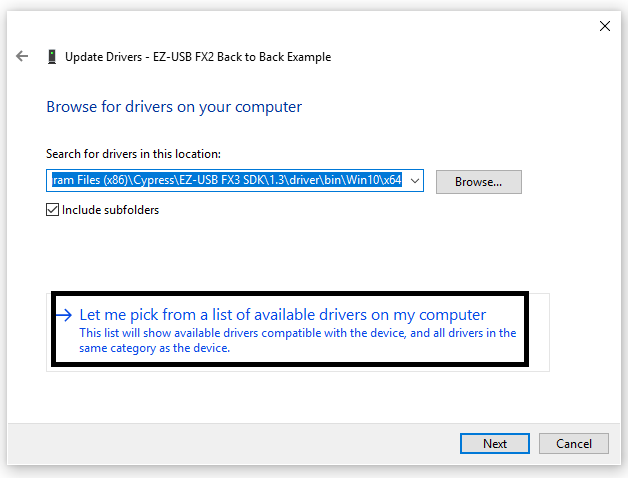 Update Drivers - EZ-USB FX2 Back to Back Example
Browse for drivers on your computer
Search for drivers in this location:
ram Files (x86)\Cypress\EZ-USB FX3 SDK\1.3\driver\bin\Win10\x64
Browse...
Include subfolders
Let me pick from a list of available drivers on my computer
This list will show available drivers compatible with the device, and all drivers in the
same category as the device.
Next
Cancel